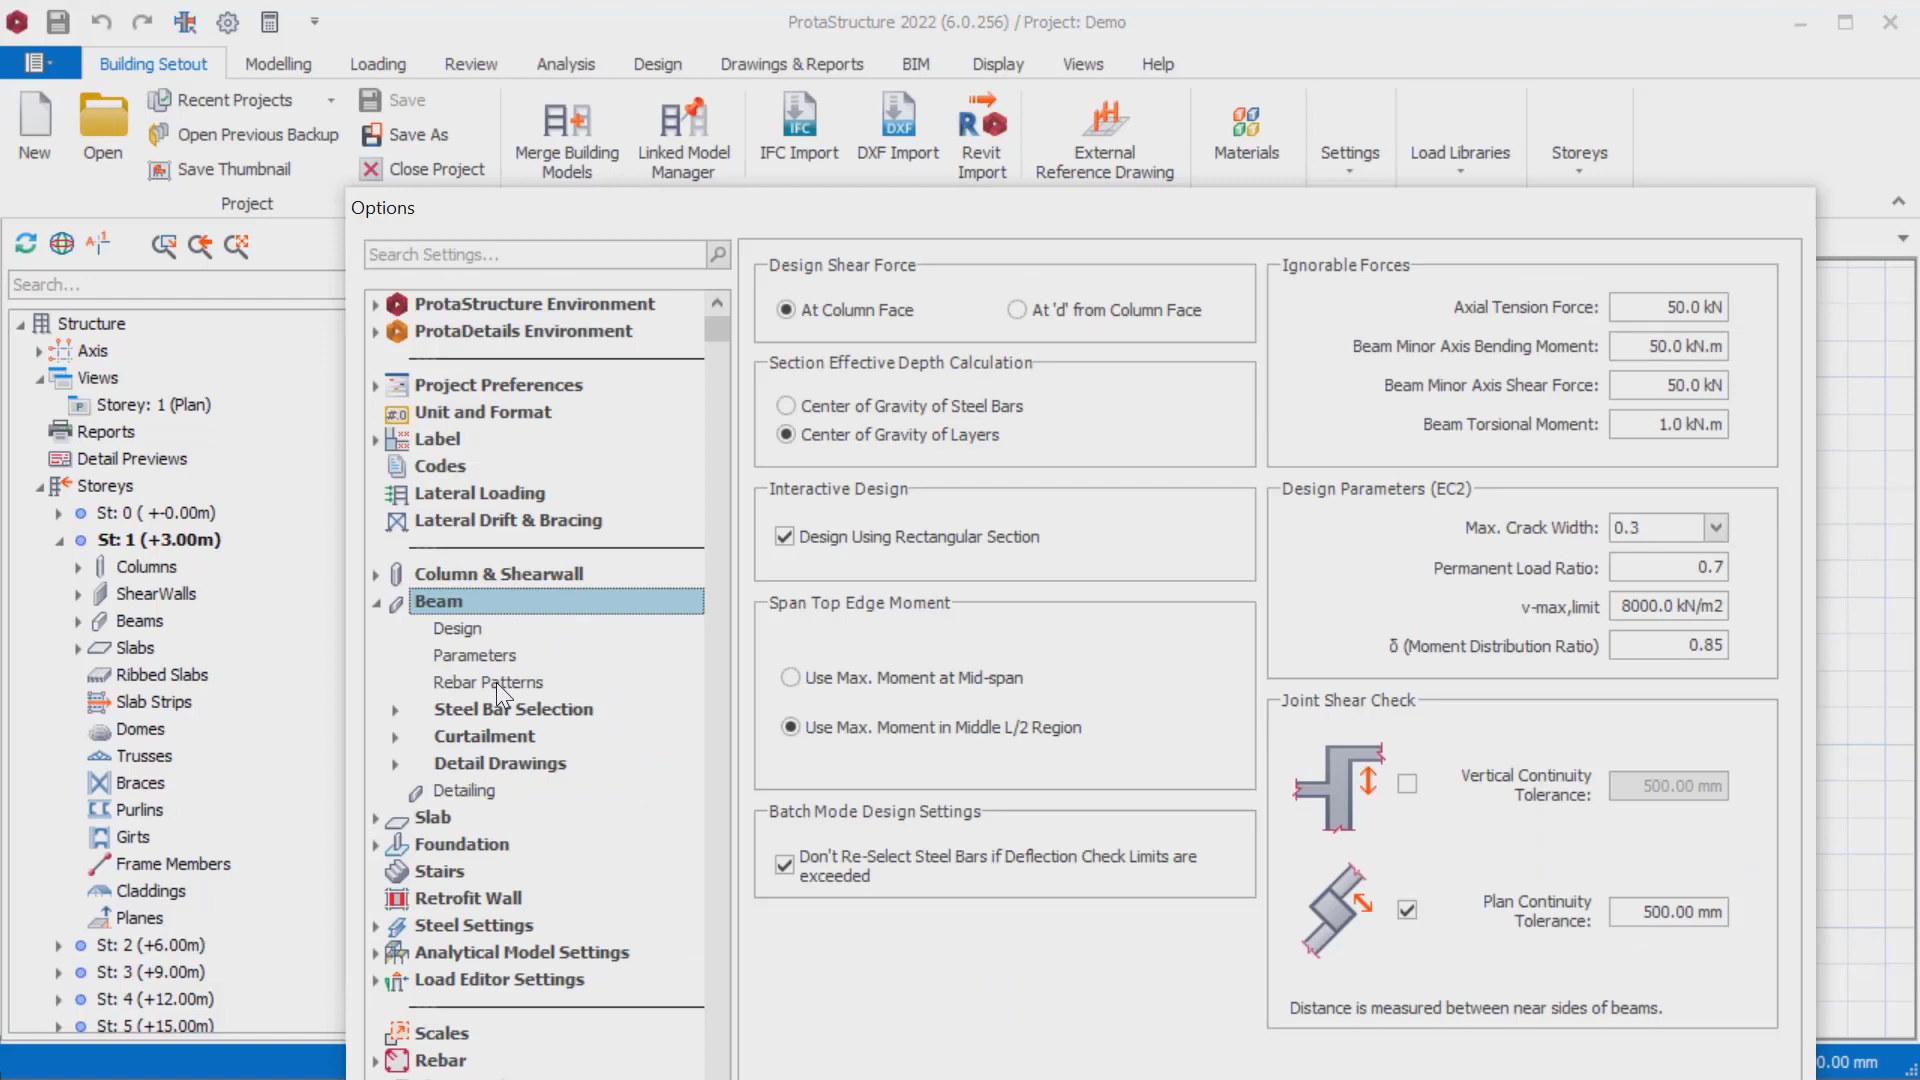 ProtaStructure 2022 (6.0.256) / Project: Demo
Building Setout
Modelling
Loading
Review
Analysis
Design
Drawings & Reports
BIM
Display
Views
Help
New
Open
Recent Projects
Open Previous Backup
Save Thumbnail
Save
Save As
Close Project
Project
Merge Building
Models
Linked Model
Manager
IFC
IFC Import
DXF
DXF Import
R
Revit
Import
External
Reference Drawing
Materials
Settings
Load Libraries
Storeys
Search...
Structure
Axis
Views
Storey: 1 (Plan)
Reports
Detail Previews
Storeys
St: 0 ( +-0.00m)
St: 1 (+3.00m)
Columns
ShearWalls
Beams
Slabs
Ribbed Slabs
Slab Strips
Domes
Trusses
Braces
Purlins
Girts
Frame Members
Claddings
Planes
St: 2 (+6.00m)
St: 3 (+9.00m)
St: 4 (+12.00m)
St: 5 (+15.00m)
Options
Search Settings...
ProtaStructure Environment
ProtaDetails Environment
Project Preferences
Unit and Format
Label
Codes
Lateral Loading
Lateral Drift & Bracing
Column & Shearwall
Beam
Design
Parameters
Rebar Patterns
Steel Bar Selection
Curtailment
Detail Drawings
Detailing
Slab
Foundation
Stairs
Retrofit Wall
Steel Settings
Analytical Model Settings
Load Editor Settings
Scales
Rebar
Design Shear Force
At Column Face
At 'd' from Column Face
Section Effective Depth Calculation
Center of Gravity of Steel Bars
Center of Gravity of Layers
Interactive Design
Design Using Rectangular Section
Span Top Edge Moment
Use Max. Moment at Mid-span
Use Max. Moment in Middle L/2 Region
Batch Mode Design Settings
Don't Re-Select Steel Bars if Deflection Check Limits are
exceeded
Ignorable Forces
Axial Tension Force: 50.0 kN
Beam Minor Axis Bending Moment: 50.0 kN.m
Beam Minor Axis Shear Force: 50.0 kN
Beam Torsional Moment: 1.0 kN.m
Design Parameters (EC2)
Max. Crack Width: 0.3
Permanent Load Ratio: 0.7
v-max,limit 8000.0 kN/m2
δ (Moment Distribution Ratio) 0.85
Joint Shear Check
Vertical Continuity
Tolerance: 500.00 mm
Plan Continuity
Tolerance: 500.00 mm
Distance is measured between near sides of beams.
0.00 mm